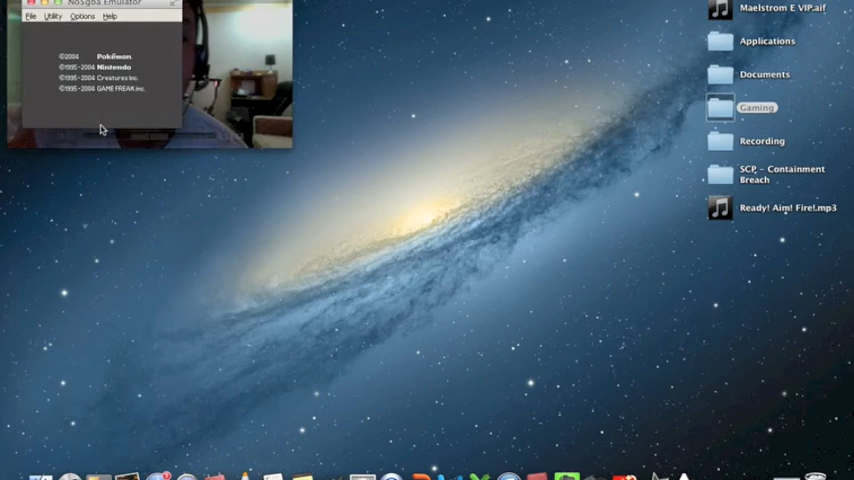 No$gba Emulator
File Utility Options Help
©2004 Pokémon
©1995-2004 Nintendo
©1995-2004 Creatures Inc.
©1995-2004 GAME FREAK inc.
Maelstrom E VIP.aif
Applications
Documents
Gaming
Recording
SCP - Containment
Breach
Ready! Aim! Fire!.mp3